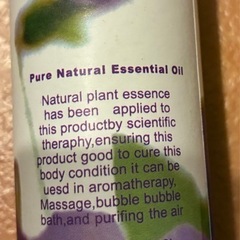 Pure Natural Essential Oil
Natural plant essence
has been applied to
this productby scientific
theraphy,ensuring this
product good to cure this
body condition it can be
uesd in aromatherapy,
Massage,bubble bubble
bath,and purifing the air